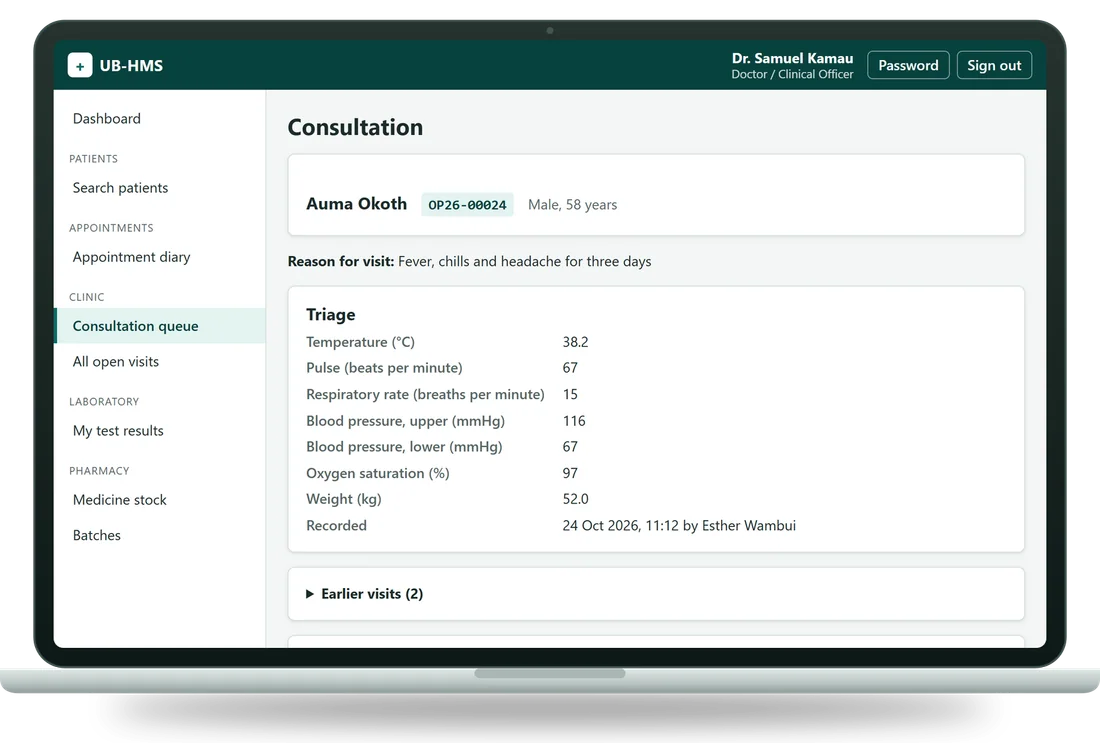 + UB-HMS
Dr. Samuel Kamau
Doctor / Clinical Officer
Password
Sign out
Dashboard
PATIENTS
Search patients
APPOINTMENTS
Appointment diary
CLINIC
Consultation queue
All open visits
LABORATORY
My test results
PHARMACY
Medicine stock
Batches
Consultation
Auma Okoth OP26-00024 Male, 58 years
Reason for visit: Fever, chills and headache for three days
Triage
Temperature (°C) 38.2
Pulse (beats per minute) 67
Respiratory rate (breaths per minute) 15
Blood pressure, upper (mmHg) 116
Blood pressure, lower (mmHg) 67
Oxygen saturation (%) 97
Weight (kg) 52.0
Recorded 24 Oct 2026, 11:12 by Esther Wambui
Earlier visits (2)